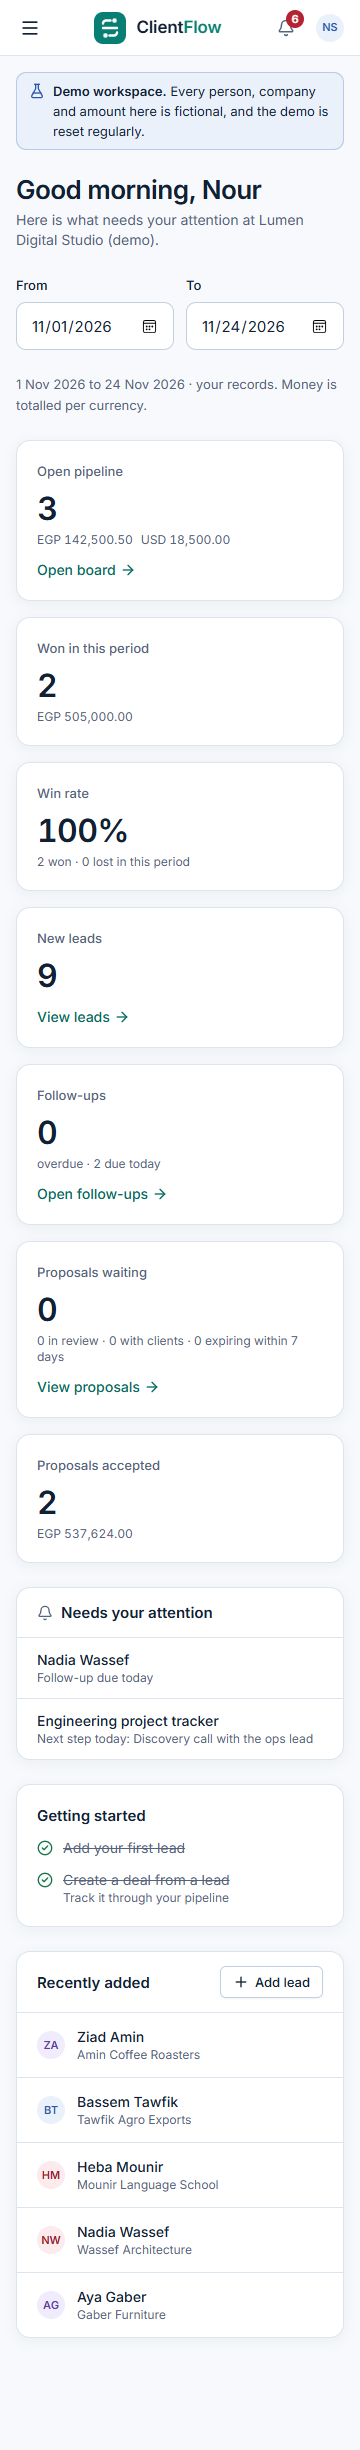 ClientFlow
6
NS
Demo workspace. Every person, company
and amount here is fictional, and the demo is
reset regularly.
Good morning, Nour
Here is what needs your attention at Lumen
Digital Studio (demo).
From
To
11/01/2026
11/24/2026
1 Nov 2026 to 24 Nov 2026 · your records. Money is
totalled per currency.
Open pipeline
3
EGP 142,500.50 USD 18,500.00
Open board →
Won in this period
2
EGP 505,000.00
Win rate
100%
2 won · 0 lost in this period
New leads
9
View leads →
Follow-ups
0
overdue · 2 due today
Open follow-ups →
Proposals waiting
0
0 in review · 0 with clients · 0 expiring within 7
days
View proposals →
Proposals accepted
2
EGP 537,624.00
Needs your attention
Nadia Wassef
Follow-up due today
Engineering project tracker
Next step today: Discovery call with the ops lead
Getting started
Add your first lead
Create a deal from a lead
Track it through your pipeline
Recently added
+ Add lead
ZA
Ziad Amin
Amin Coffee Roasters
BT
Bassem Tawfik
Tawfik Agro Exports
HM
Heba Mounir
Mounir Language School
NW
Nadia Wassef
Wassef Architecture
AG
Aya Gaber
Gaber Furniture